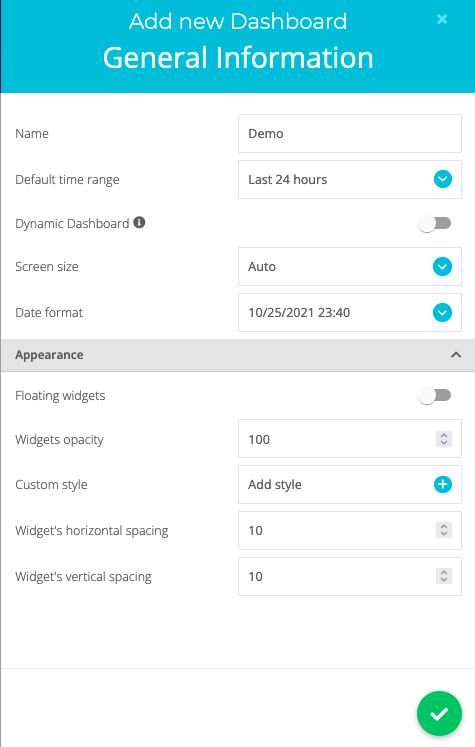 Add new Dashboard
General Information
Name
Demo
Default time range
Last 24 hours
Dynamic Dashboard
Screen size
Auto
Date format
10/25/2021 23:40
Appearance
Floating widgets
Widgets opacity
100
Custom style
Add style
Widget's horizontal spacing
10
Widget's vertical spacing
10